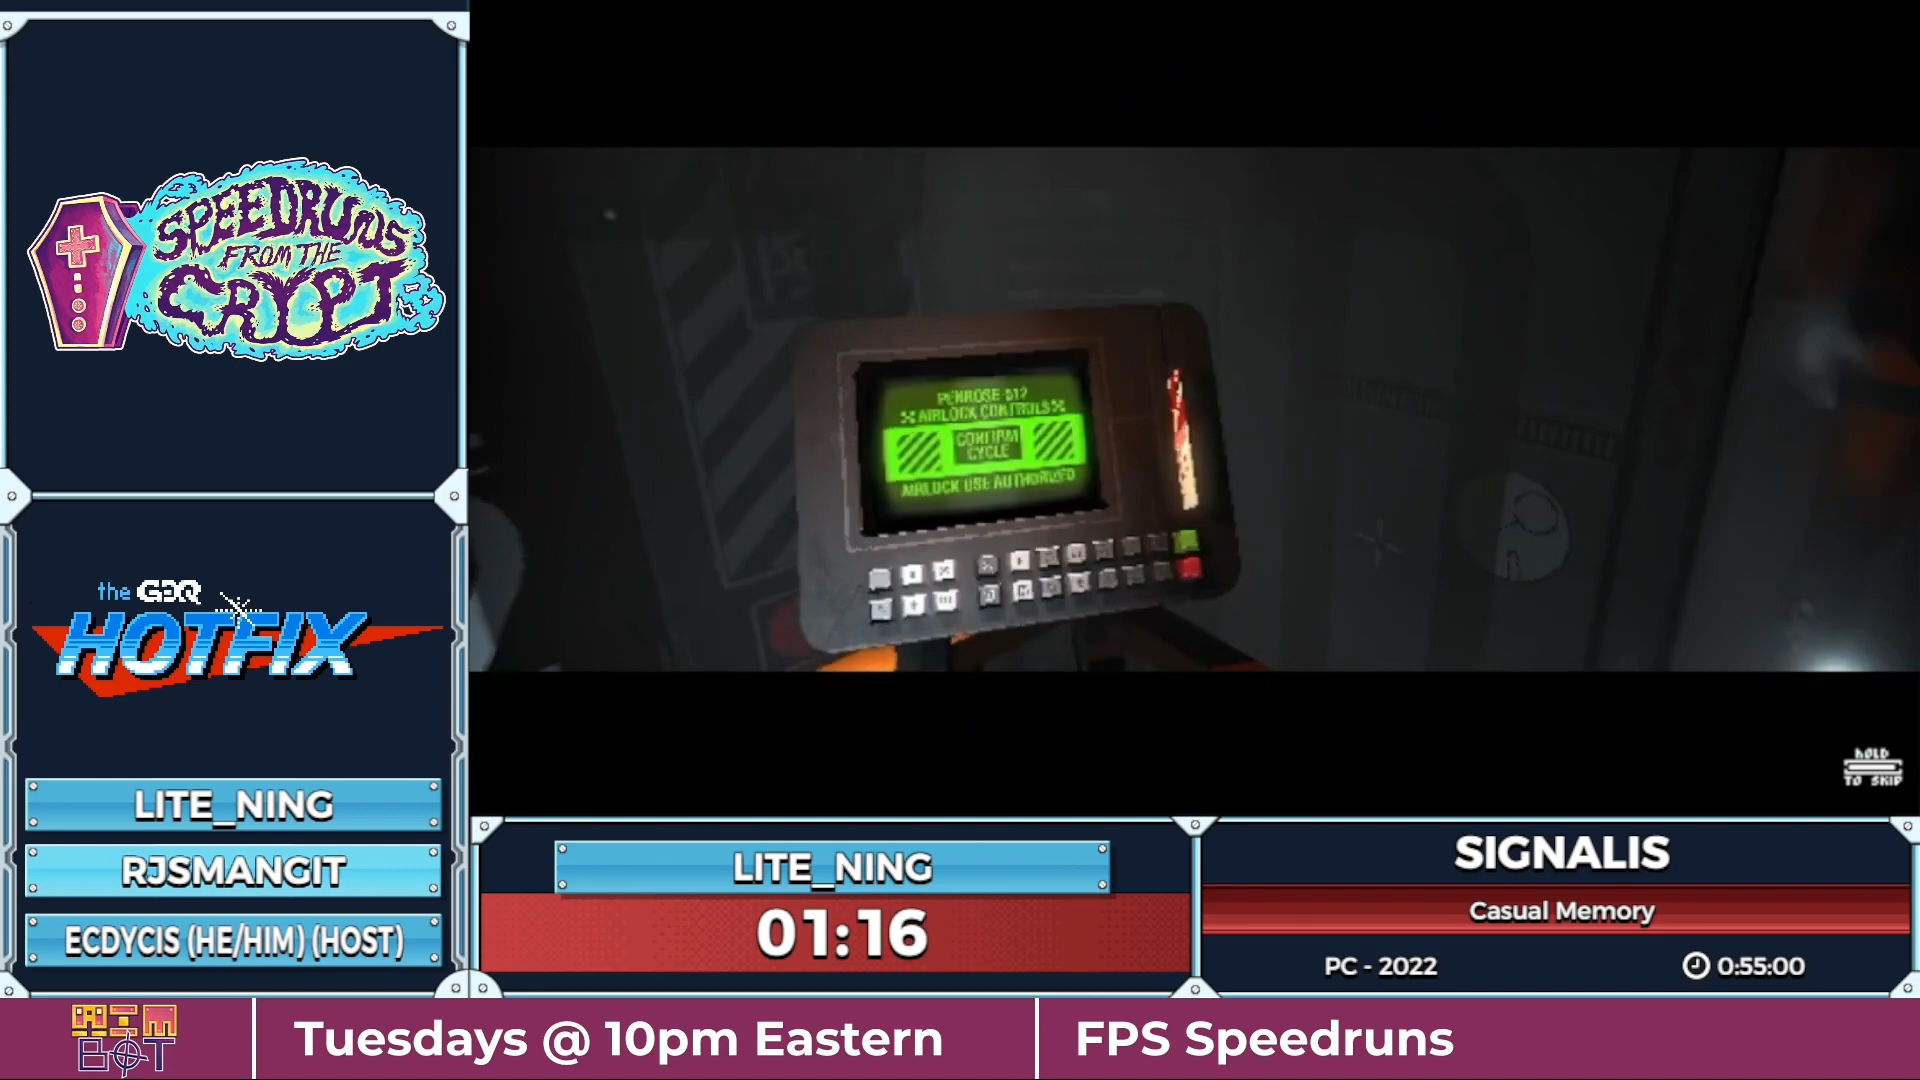 SPEEDRUNS
FROM THE
CRYPT
the GDQ
HOTFIX
LITE_NING
RJSMANGIT
ECDYCIS (HE/HIM) (HOST)
PENROSE-512
AIRLOCK CONTROLS
CONFIRM
CYCLE
AIRLOCK USE AUTHORIZED
HOLD
TO SKIP
LITE_NING
01:16
SIGNALIS
Casual Memory
PC - 2022
0:55:00
AIM
BOT
Tuesdays @ 10pm Eastern
FPS Speedruns